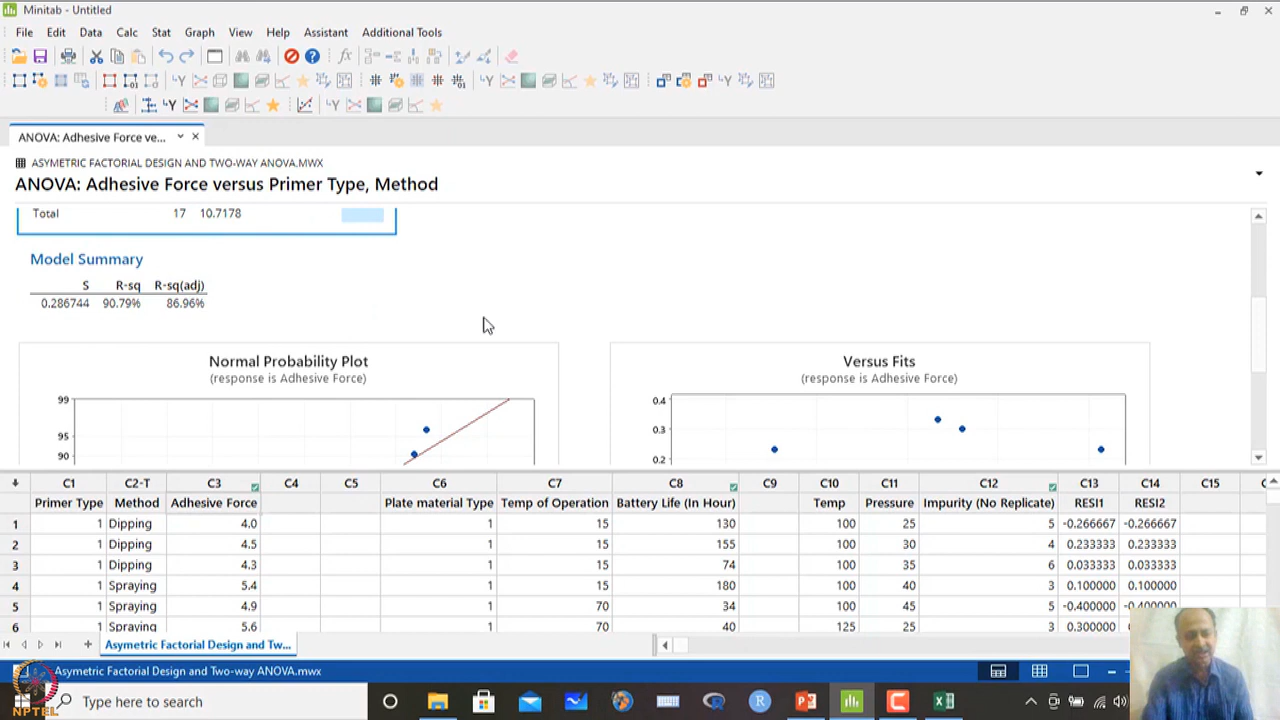 Minitab - Untitled
File Edit Data Calc Stat Graph View Help Assistant Additional Tools
ANOVA: Adhesive Force ve...
ASYMETRIC FACTORIAL DESIGN AND TWO-WAY ANOVA.MWX
ANOVA: Adhesive Force versus Primer Type, Method
Total 17 10.7178
Model Summary
S R-sq R-sq(adj)
0.286744 90.79% 86.96%
Normal Probability Plot
(response is Adhesive Force)
99
95
90
Versus Fits
(response is Adhesive Force)
0.4
0.3
0.2
C1 C2-T C3 C4 C5 C6 C7 C8 C9 C10 C11 C12 C13 C14 C15
Primer Type Method Adhesive Force Plate material Type Temp of Operation Battery Life (In Hour) Temp Pressure Impurity (No Replicate) RESI1 RESI2
1 1 Dipping 4.0 1 15 130 100 25 5 -0.266667 -0.266667
2 1 Dipping 4.5 1 15 155 100 30 4 0.233333 0.233333
3 1 Dipping 4.3 1 15 74 100 35 6 0.033333 0.033333
4 1 Spraying 5.4 1 15 180 100 40 3 0.100000 0.100000
5 1 Spraying 4.9 1 70 34 100 45 5 -0.400000 -0.400000
6 1 Spraying 5.6 1 70 40 125 25 3 0.300000
Asymetric Factorial Design and Tw...
Asymetric Factorial Design and Two-way ANOVA.mwx
Type here to search
NPTEL